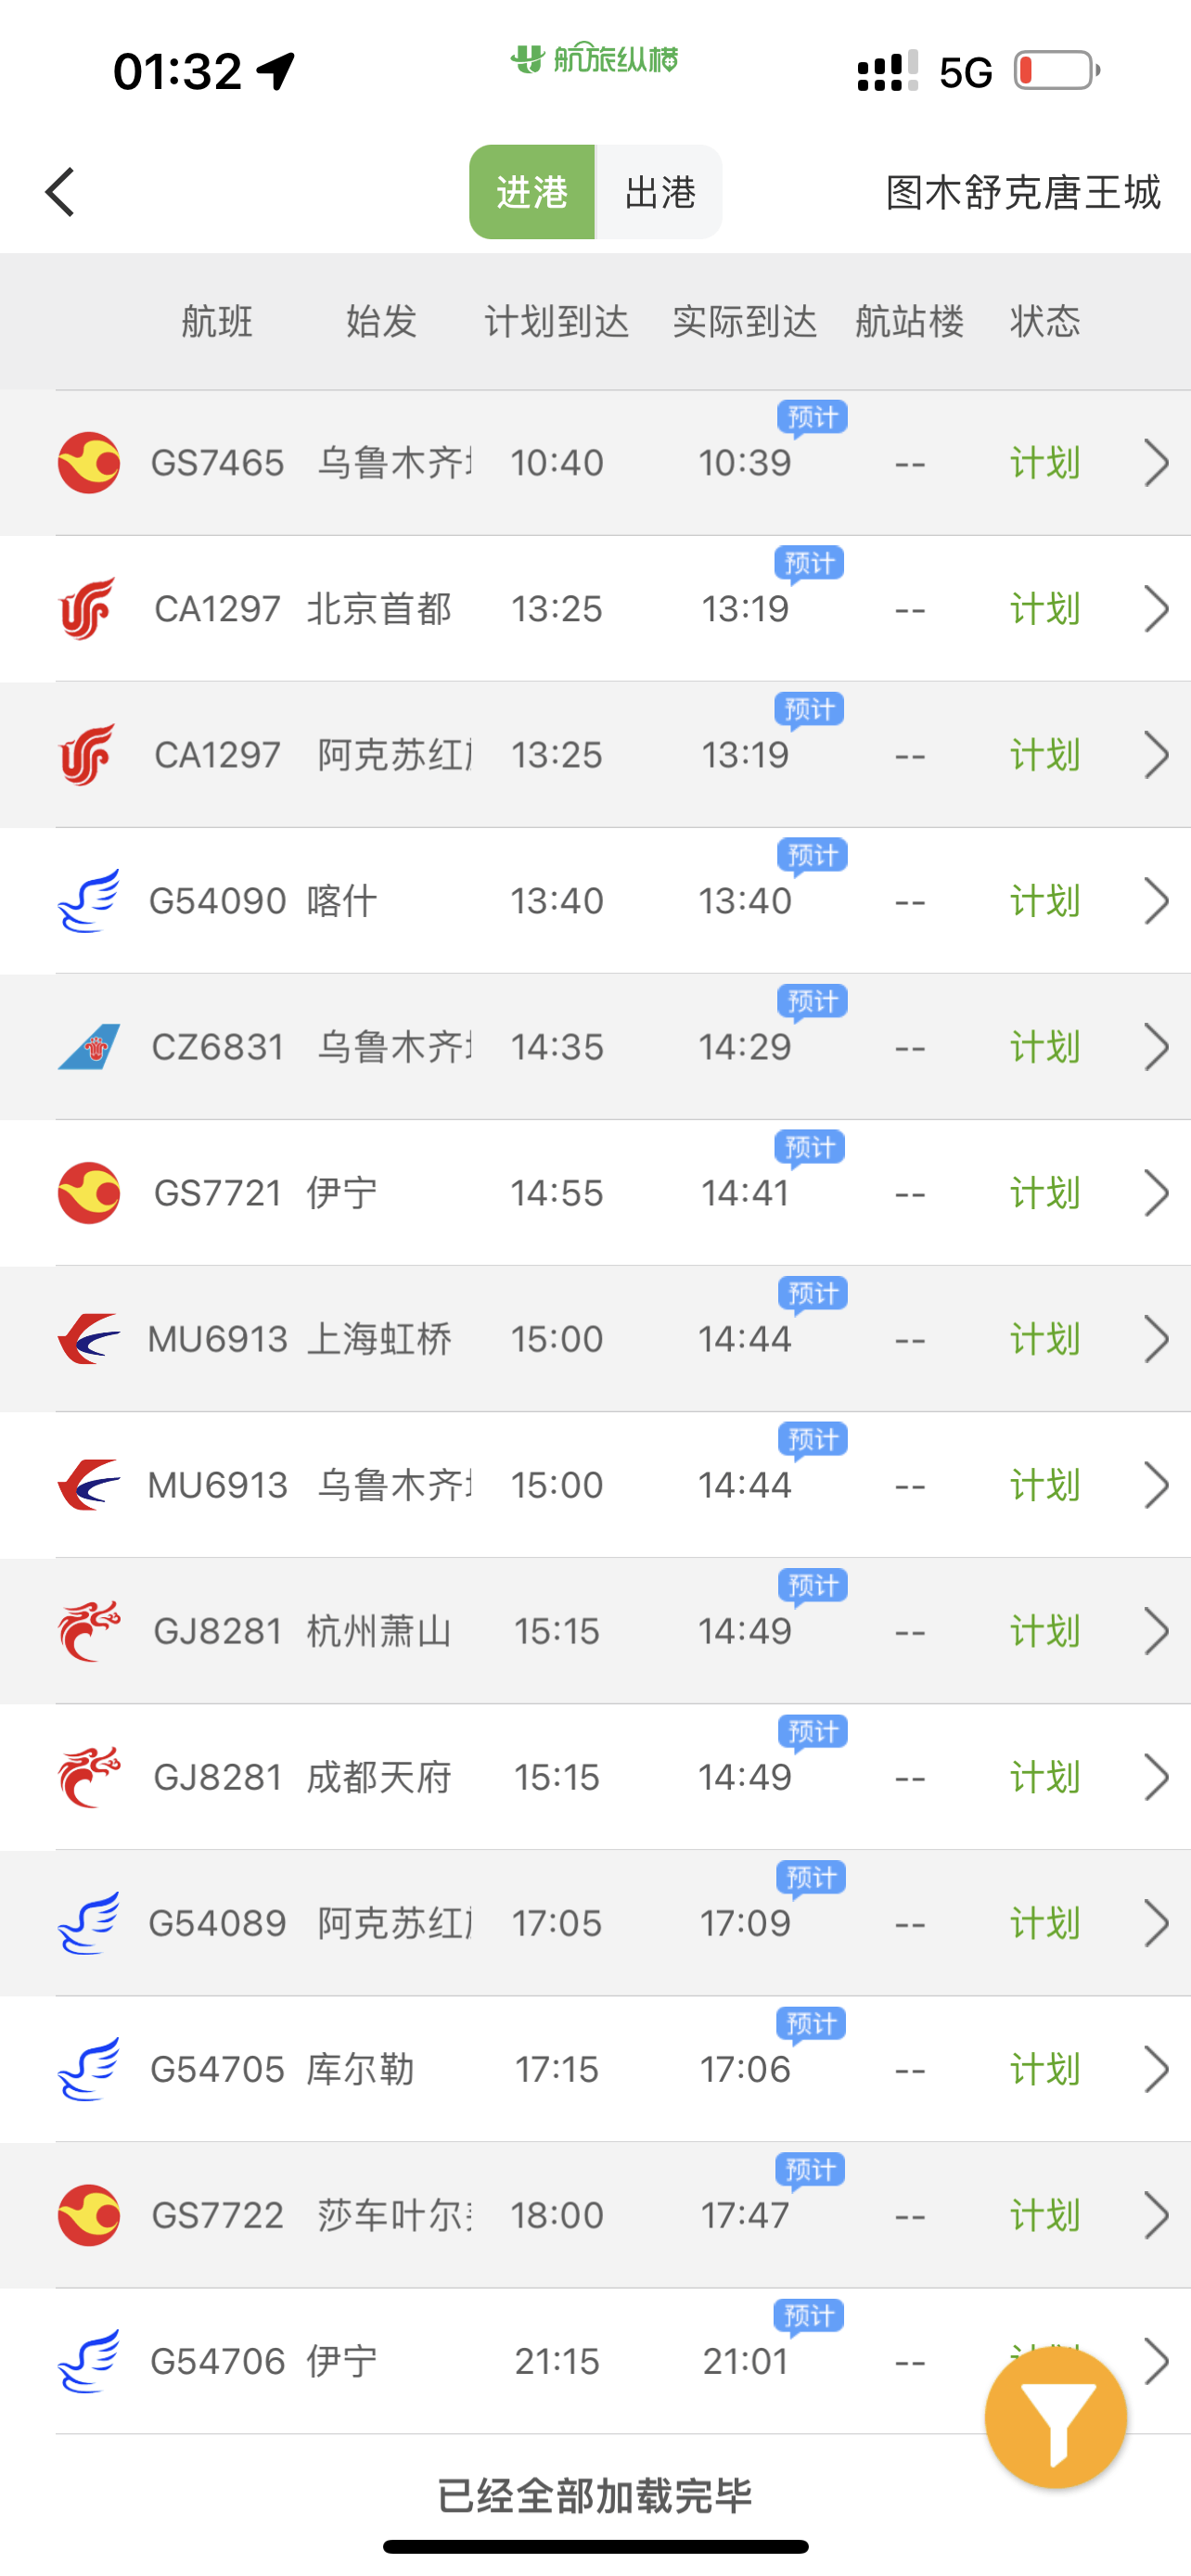 01:32 航旅纵横 5G
进港 出港 图木舒克唐王城
航班 始发 计划到达 实际到达 航站楼 状态
预计
GS7465 乌鲁木齐 10:40 10:39 -- 计划
预计
CA1297 北京首都 13:25 13:19 -- 计划
预计
CA1297 阿克苏红 13:25 13:19 -- 计划
预计
G54090 喀什 13:40 13:40 -- 计划
预计
CZ6831 乌鲁木齐 14:35 14:29 -- 计划
预计
GS7721 伊宁 14:55 14:41 -- 计划
预计
MU6913 上海虹桥 15:00 14:44 -- 计划
预计
MU6913 乌鲁木齐 15:00 14:44 -- 计划
预计
GJ8281 杭州萧山 15:15 14:49 -- 计划
预计
GJ8281 成都天府 15:15 14:49 -- 计划
预计
G54089 阿克苏红 17:05 17:09 -- 计划
预计
G54705 库尔勒 17:15 17:06 -- 计划
预计
GS7722 莎车叶尔 18:00 17:47 -- 计划
预计
G54706 伊宁 21:15 21:01 --
已经全部加载完毕